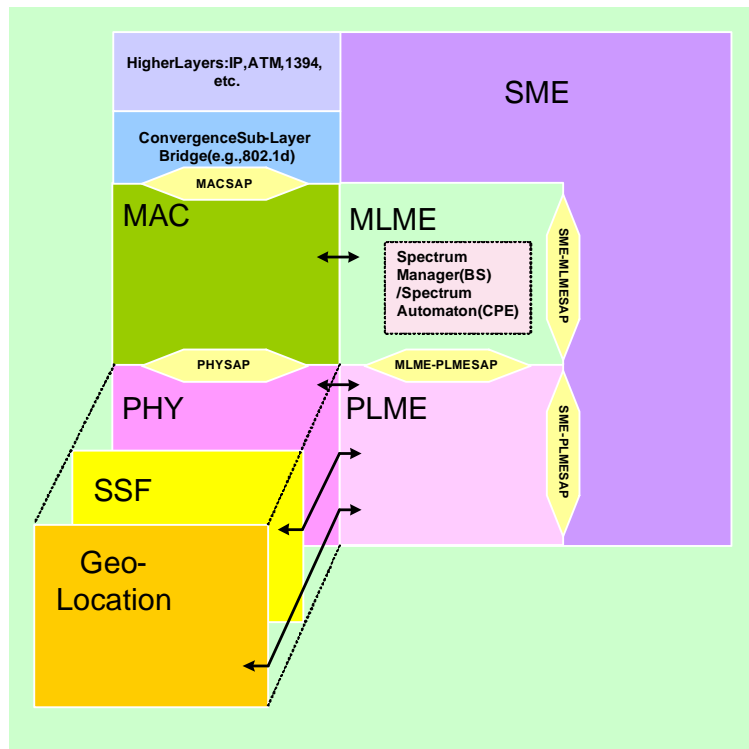 HigherLayers:IP,ATM,1394,
etc.
SME
ConvergenceSub-Layer
Bridge(e.g.,802.1d)
MACSAP
MAC
MLME
Spectrum
Manager(BS)
/Spectrum
Automaton(CPE)
SME-MLMESAP
PHYSAP
MLME-PLMESAP
PHY
PLME
SME-PLMESAP
SSF
Geo-
Location